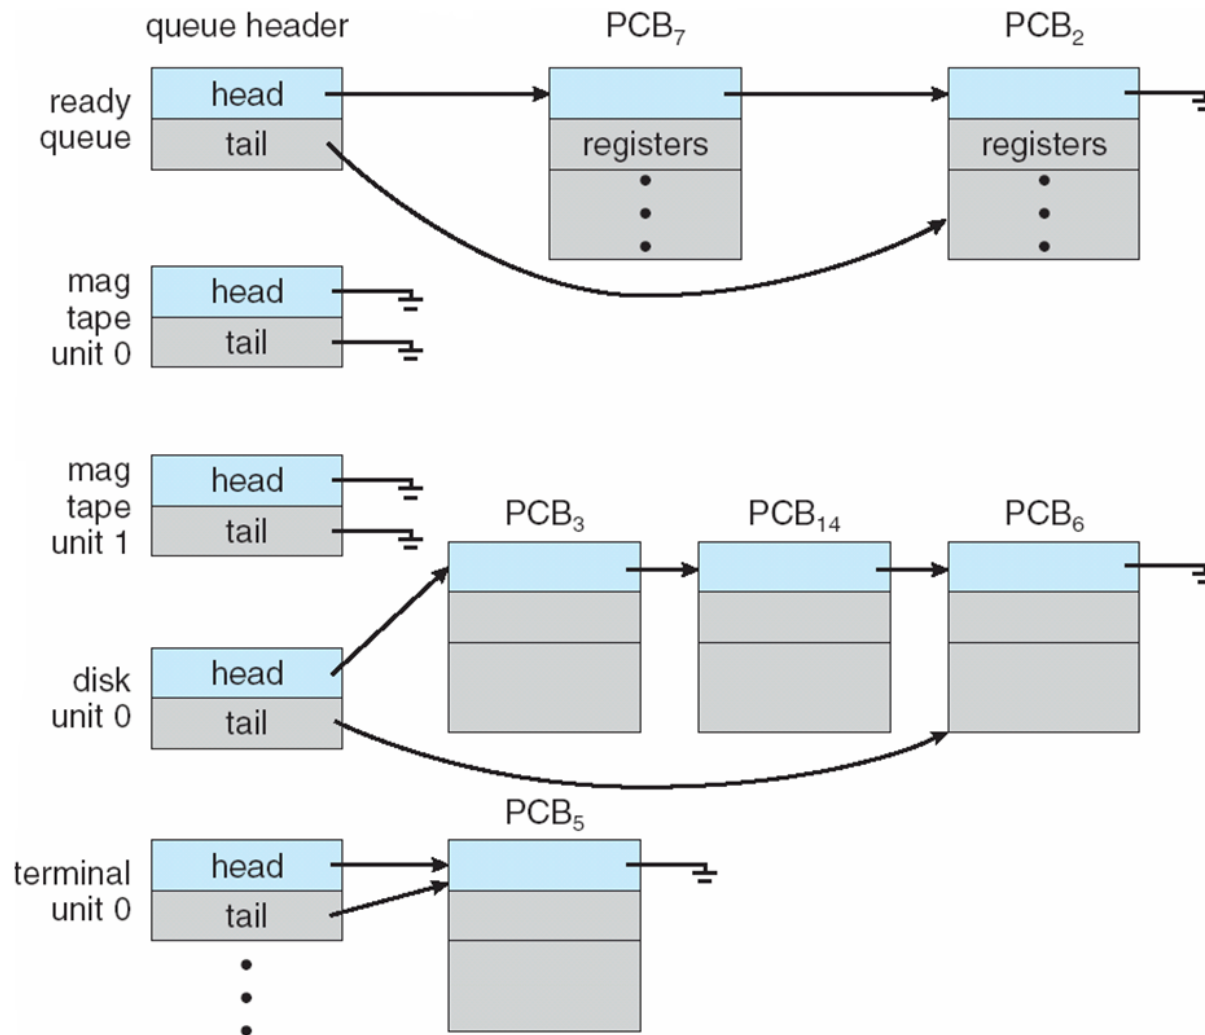 queue header
PCB₇
PCB₂
ready
queue
head
tail
registers
registers
mag
tape
unit 0
head
tail
mag
tape
unit 1
head
tail
PCB₃
PCB₁₄
PCB₆
disk
unit 0
head
tail
PCB₅
terminal
unit 0
head
tail